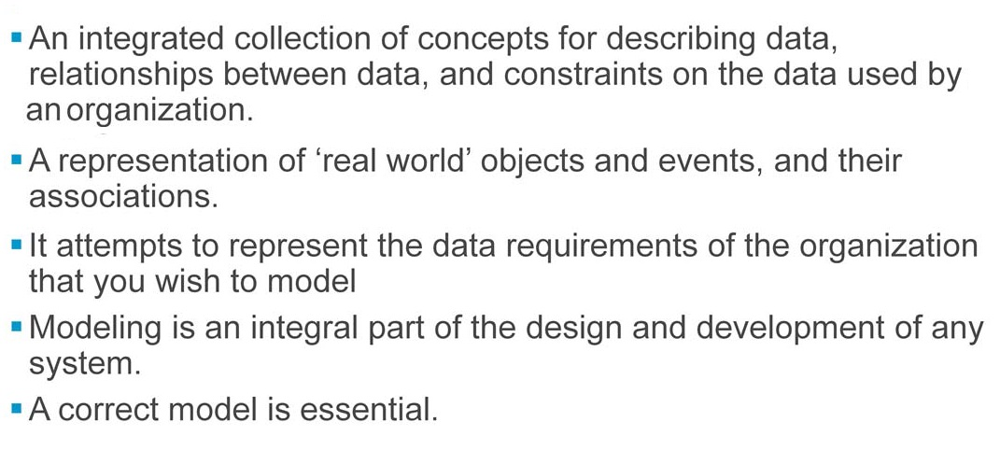 ▪ An integrated collection of concepts for describing data,
relationships between data, and constraints on the data used by
an organization.
▪ A representation of ‘real world’ objects and events, and their
associations.
▪ It attempts to represent the data requirements of the organization
that you wish to model
▪ Modeling is an integral part of the design and development of any
system.
▪ A correct model is essential.